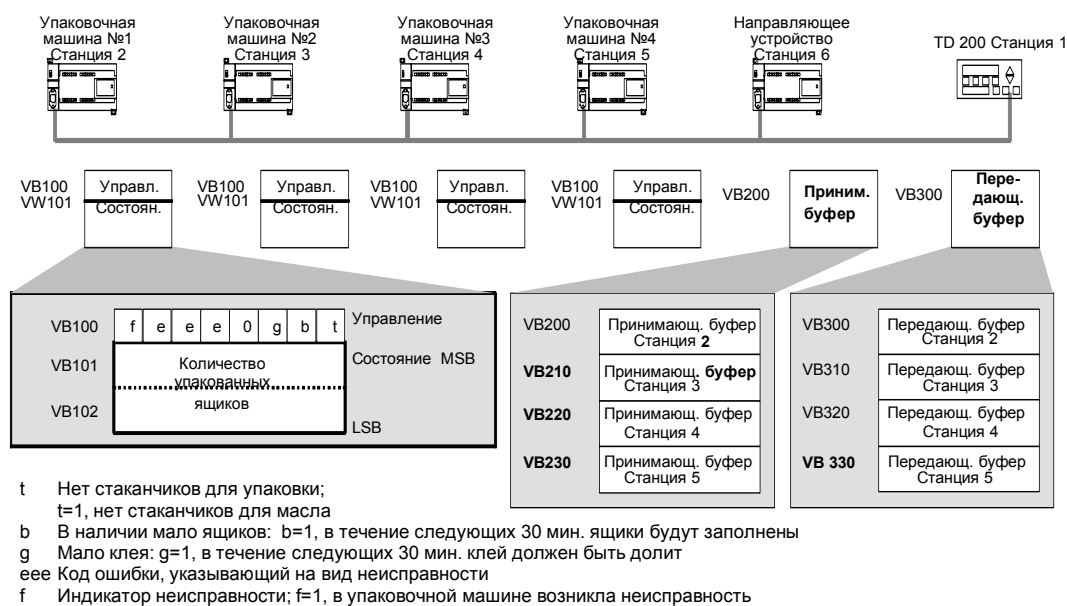 Упаковочная машина №1 Станция 2
Упаковочная машина №2 Станция 3
Упаковочная машина №3 Станция 4
Упаковочная машина №4 Станция 5
Направляющее устройство Станция 6
TD 200 Станция 1
VB100 Управл.
VW101 Состоян.
VB100 Управл.
VW101 Состоян.
VB100 Управл.
VW101 Состоян.
VB100 Управл.
VW101 Состоян.
VB200 Приним. буфер
VB300 Пере-
дающ.
буфер
VB100 f e e e 0 g b t Управление
VB101 Количество Состояние MSB
упакованных
VB102 ящиков
LSB
VB200 Принимающ. буфер
Станция 2
VB210 Принимающ. буфер
Станция 3
VB220 Принимающ. буфер
Станция 4
VB230 Принимающ. буфер
Станция 5
VB300 Передающ. буфер
Станция 2
VB310 Передающ. буфер
Станция 3
VB320 Передающ. буфер
Станция 4
VB 330 Передающ. буфер
Станция 5
t Нет стаканчиков для упаковки;
t=1, нет стаканчиков для масла
b В наличии мало ящиков: b=1, в течение следующих 30 мин. ящики будут заполнены
g Мало клея: g=1, в течение следующих 30 мин. клей должен быть долит
eee Код ошибки, указывающий на вид неисправности
f Индикатор неисправности; f=1, в упаковочной машине возникла неисправность